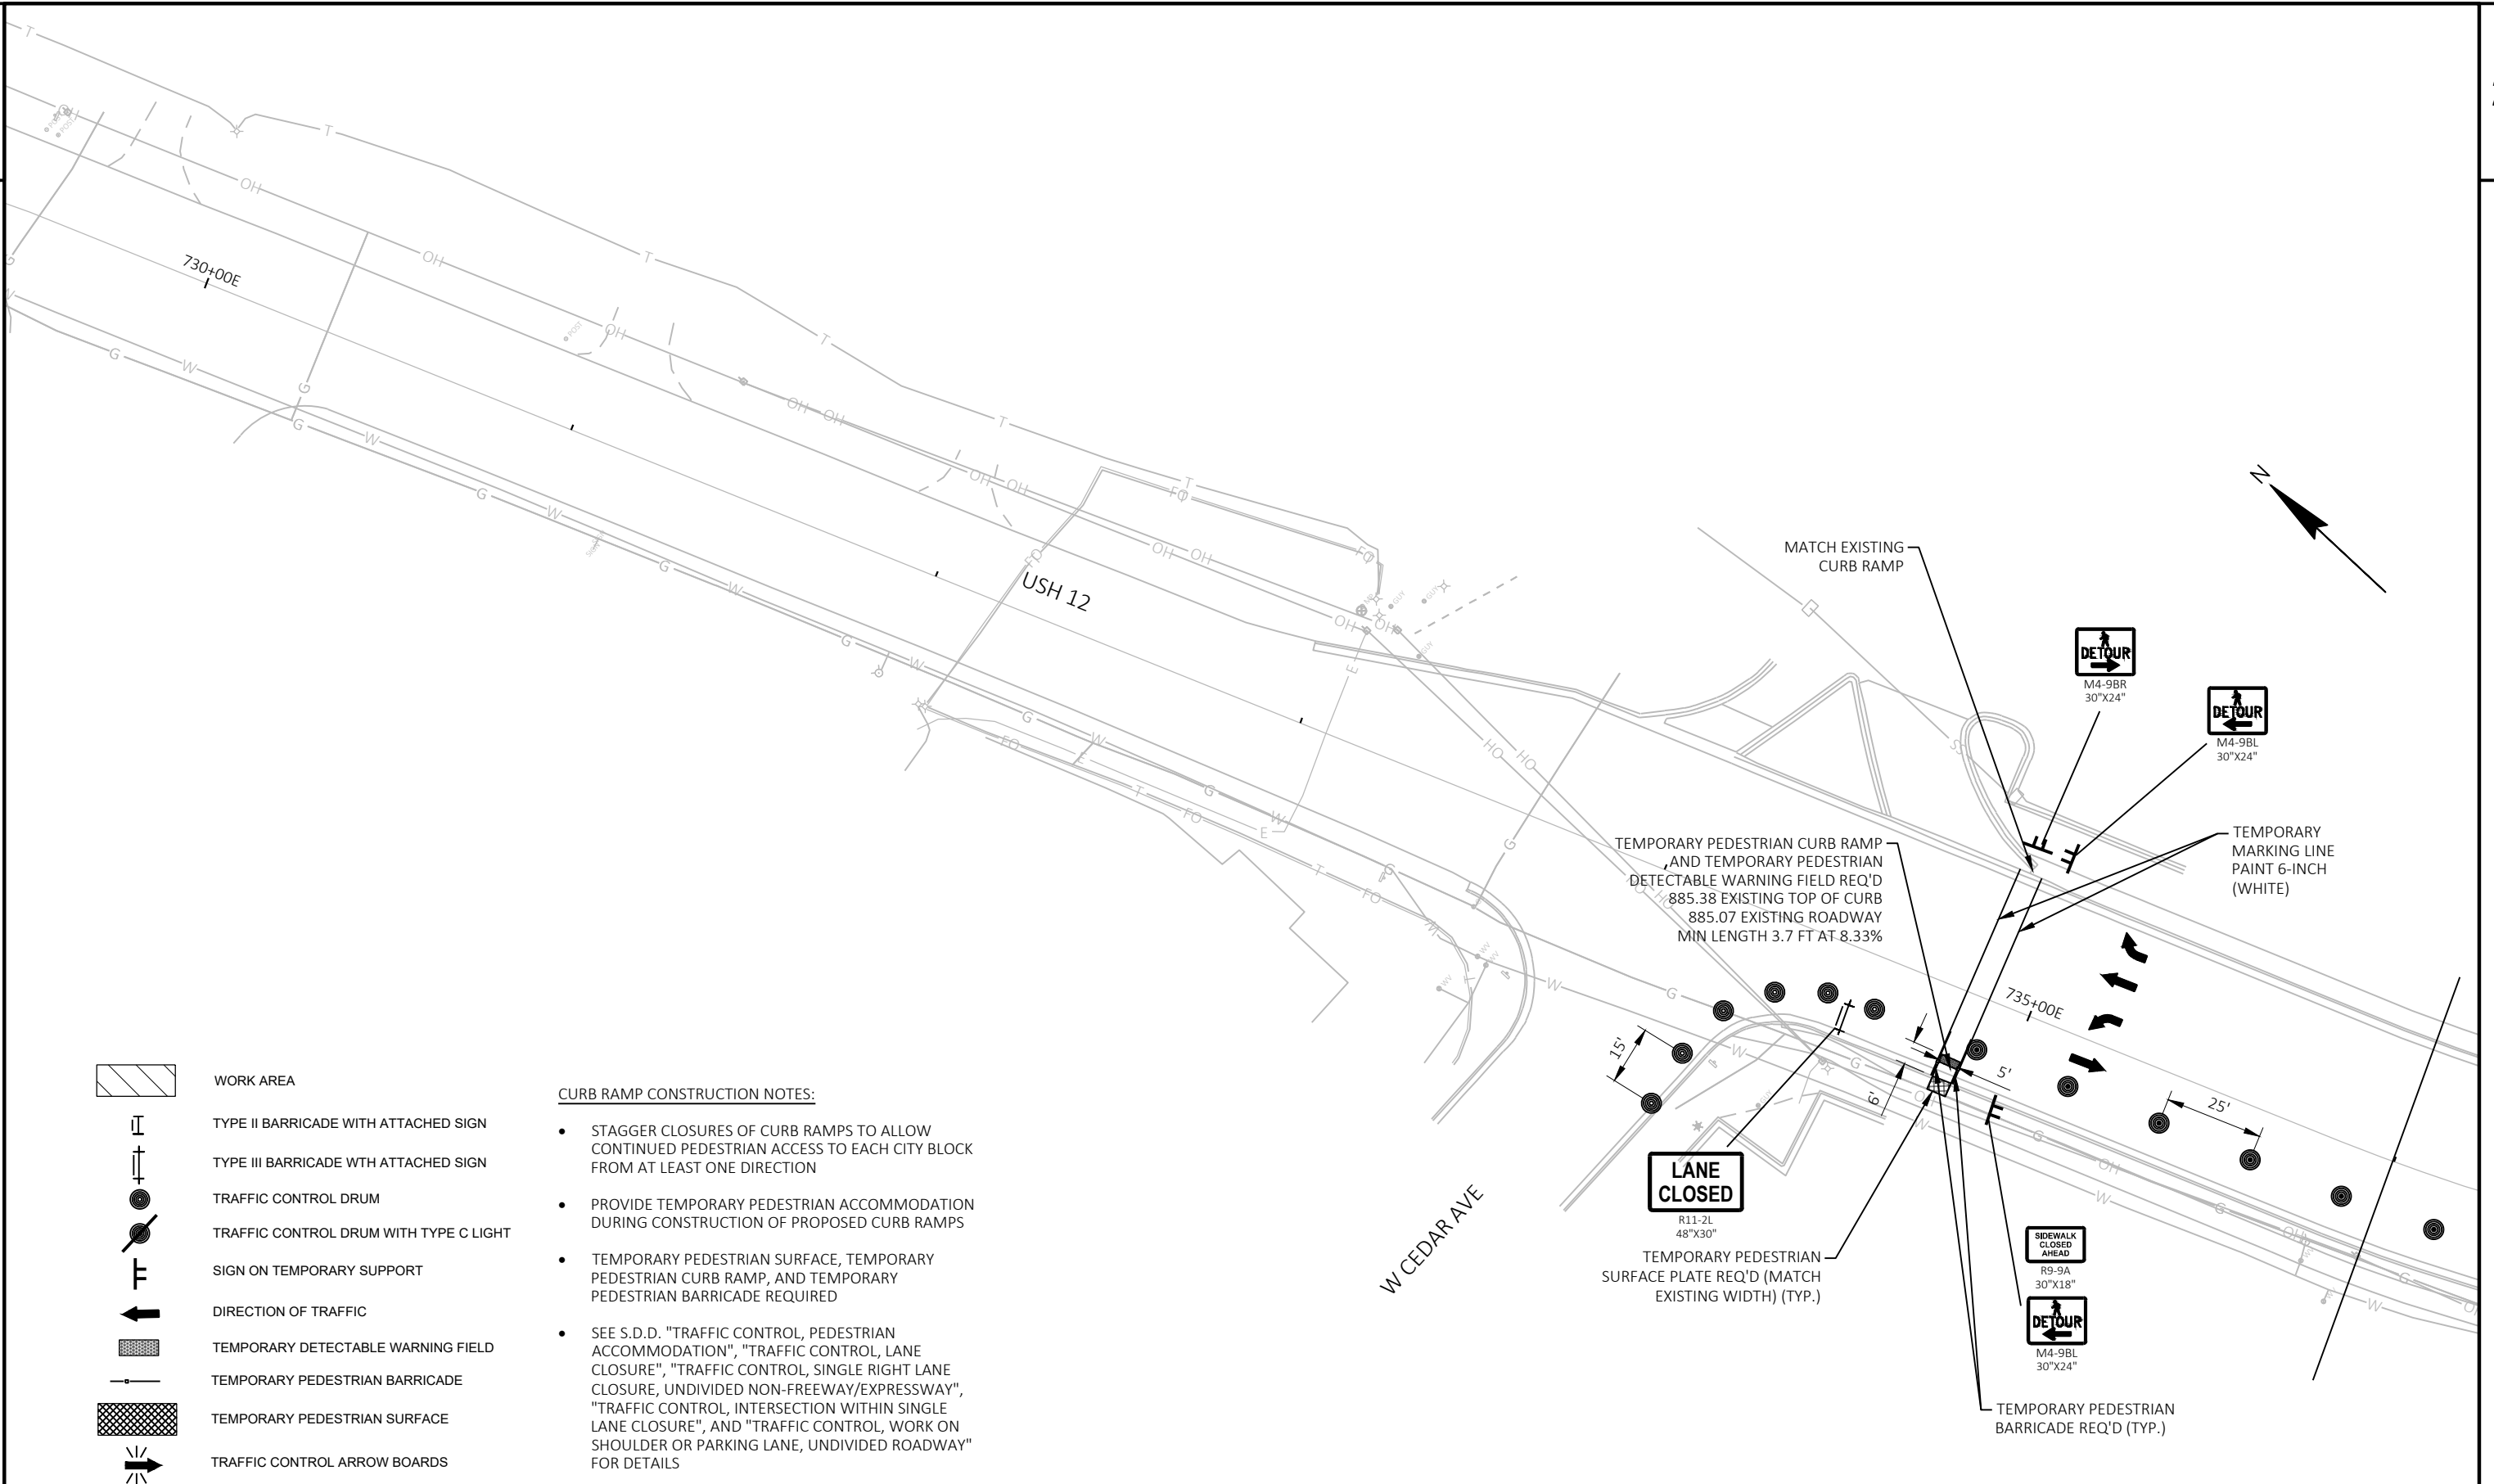 730+00E
USH 12
N
MATCH EXISTING
CURB RAMP
DETOUR
M4-9BR
30"X24"
DETOUR
M4-9BL
30"X24"
TEMPORARY
MARKING LINE
PAINT 6-INCH
(WHITE)
TEMPORARY PEDESTRIAN CURB RAMP
AND TEMPORARY PEDESTRIAN
DETECTABLE WARNING FIELD REQ'D
885.38 EXISTING TOP OF CURB
885.07 EXISTING ROADWAY
MIN LENGTH 3.7 FT AT 8.33%
735+00E
15'
5'
6'
25'
LANE
CLOSED
R11-2L
48"X30"
W CEDAR AVE
TEMPORARY PEDESTRIAN
SURFACE PLATE REQ'D (MATCH
EXISTING WIDTH) (TYP.)
SIDEWALK
CLOSED
AHEAD
R9-9A
30"X18"
DETOUR
M4-9BL
30"X24"
TEMPORARY PEDESTRIAN
BARRICADE REQ'D (TYP.)
WORK AREA
TYPE II BARRICADE WITH ATTACHED SIGN
TYPE III BARRICADE WTH ATTACHED SIGN
TRAFFIC CONTROL DRUM
TRAFFIC CONTROL DRUM WITH TYPE C LIGHT
SIGN ON TEMPORARY SUPPORT
DIRECTION OF TRAFFIC
TEMPORARY DETECTABLE WARNING FIELD
TEMPORARY PEDESTRIAN BARRICADE
TEMPORARY PEDESTRIAN SURFACE
TRAFFIC CONTROL ARROW BOARDS
CURB RAMP CONSTRUCTION NOTES:
• STAGGER CLOSURES OF CURB RAMPS TO ALLOW
CONTINUED PEDESTRIAN ACCESS TO EACH CITY BLOCK
FROM AT LEAST ONE DIRECTION
• PROVIDE TEMPORARY PEDESTRIAN ACCOMMODATION
DURING CONSTRUCTION OF PROPOSED CURB RAMPS
• TEMPORARY PEDESTRIAN SURFACE, TEMPORARY
PEDESTRIAN CURB RAMP, AND TEMPORARY
PEDESTRIAN BARRICADE REQUIRED
• SEE S.D.D. "TRAFFIC CONTROL, PEDESTRIAN
ACCOMMODATION", "TRAFFIC CONTROL, LANE
CLOSURE", "TRAFFIC CONTROL, SINGLE RIGHT LANE
CLOSURE, UNDIVIDED NON-FREEWAY/EXPRESSWAY",
"TRAFFIC CONTROL, INTERSECTION WITHIN SINGLE
LANE CLOSURE", AND "TRAFFIC CONTROL, WORK ON
SHOULDER OR PARKING LANE, UNDIVIDED ROADWAY"
FOR DETAILS